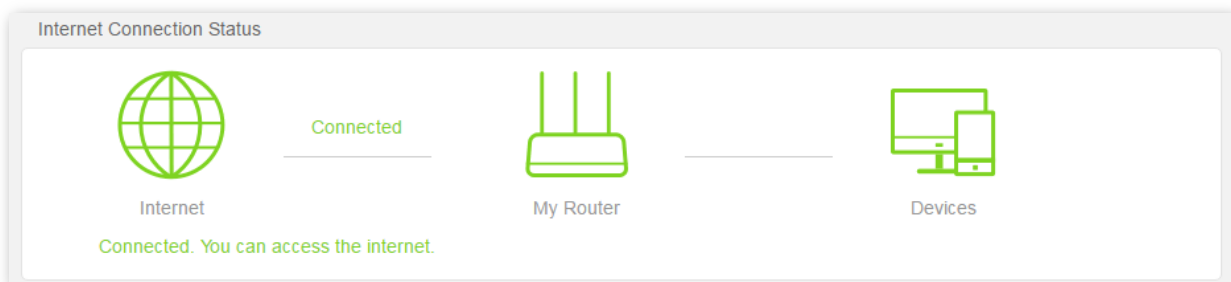 Internet Connection Status
Connected
Internet
My Router
Devices
Connected. You can access the internet.